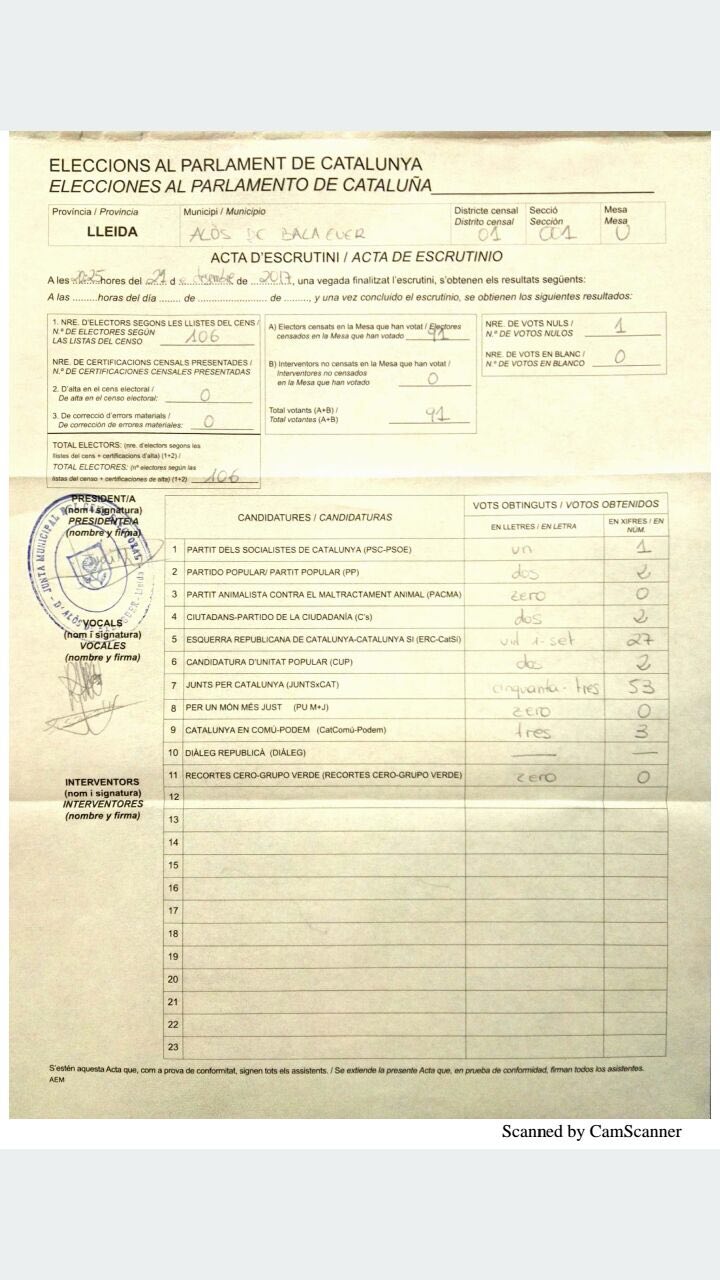 ELECCIONS AL PARLAMENT DE CATALUNYA
ELECCIONES AL PARLAMENTO DE CATALUÑA
Província / Provincia
LLEIDA
Municipi / Municipio
ALÒS DE BALAGUER
Districte censal
Distrito censal
01
Secció
Sección
001
Mesa
Mesa
U
ACTA D'ESCRUTINI / ACTA DE ESCRUTINIO
A les hores del 21 de de 2017, una vegada finalitzat l'escrutini, s'obtenen els resultats següents:
A las .........horas del día ....... de ........................ de ........, y una vez concluido el escrutinio, se obtienen los siguientes resultados:
1. NRE. D'ELECTORS SEGONS LES LLISTES DEL CENS /
N.º DE ELECTORES SEGÚN
LAS LISTAS DEL CENSO 106
NRE. DE CERTIFICACIONS CENSALS PRESENTADES /
N.º DE CERTIFICACIONES CENSALES PRESENTADAS
2. D'alta en el cens electoral /
De alta en el censo electoral: 0
3. De correcció d'errors materials /
De corrección de errores materiales: 0
TOTAL ELECTORS: (nre. d'electors segons les
llistes del cens + certificacions d'alta) (1+2) /
TOTAL ELECTORES: (nº electores según las
listas del censo + certificaciones de alta) (1+2) 106
A) Electors censats en la Mesa que han votat / Electores
censados en la Mesa que han votado 91
B) Interventors no censats en la Mesa que han votat /
Interventores no censados
en la Mesa que han votado 0
Total votants (A+B) /
Total votantes (A+B) 91
NRE. DE VOTS NULS /
N.º DE VOTOS NULOS 1
NRE. DE VOTS EN BLANC /
N.º DE VOTOS EN BLANCO 0
PRESIDENT/A
(nom i signatura)
PRESIDENTE/A
(nombre y firma)
JUNTA MUNICIPAL
VOCALS
(nom i signatura)
VOCALES
(nombre y firma)
INTERVENTORS
(nom i signatura)
INTERVENTORES
(nombre y firma)
CANDIDATURES / CANDIDATURAS
VOTS OBTINGUTS / VOTOS OBTENIDOS
EN LLETRES / EN LETRA
EN XIFRES / EN
NÚM.
1 PARTIT DELS SOCIALISTES DE CATALUNYA (PSC-PSOE) un 1
2 PARTIDO POPULAR/ PARTIT POPULAR (PP) dos 2
3 PARTIT ANIMALISTA CONTRA EL MALTRACTAMENT ANIMAL (PACMA) zero 0
4 CIUTADANS-PARTIDO DE LA CIUDADANÍA (C's) dos 2
5 ESQUERRA REPUBLICANA DE CATALUNYA-CATALUNYA SÍ (ERC-CatSí) vint-i-set 27
6 CANDIDATURA D'UNITAT POPULAR (CUP) dos 2
7 JUNTS PER CATALUNYA (JUNTSxCAT) cinquanta-tres 53
8 PER UN MÓN MÉS JUST (PU M+J) zero 0
9 CATALUNYA EN COMÚ-PODEM (CatComú-Podem) tres 3
10 DIÀLEG REPUBLICÀ (DIÀLEG) — —
11 RECORTES CERO-GRUPO VERDE (RECORTES CERO-GRUPO VERDE) zero 0
12
13
14
15
16
17
18
19
20
21
22
23
S'estén aquesta Acta que, com a prova de conformitat, signen tots els assistents. / Se extiende la presente Acta que, en prueba de conformidad, firman todos los asistentes.
AEM
Scanned by CamScanner